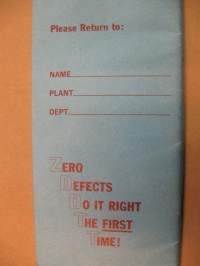 Please Return to:
NAME
PLANT
DEPT.
ZERO
DEFECTS
DO IT RIGHT
THE FIRST
TIME!